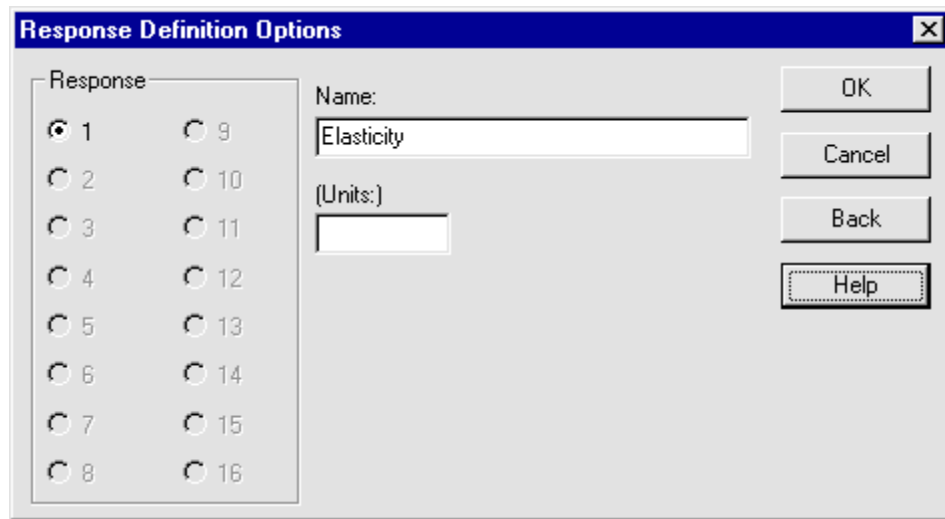 Response Definition Options
Response
1
2
3
4
5
6
7
8
9
10
11
12
13
14
15
16
Name:
Elasticity
(Units:)
OK
Cancel
Back
Help